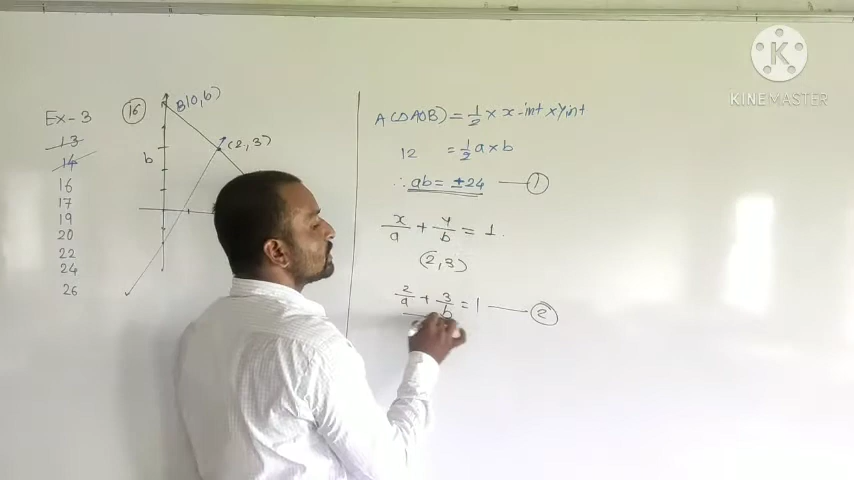 Ex-3
13
14
16
17
19
20
22
24
26
16
B(0,b)
(2,3)
b
A(△AOB) = 1/2 × x-int × y int
12 = 1/2 a × b
∴ ab = ±24 — 1
x/a + y/b = 1.
(2,3)
2/a + 3/b = 1 — 2
KINEMASTER